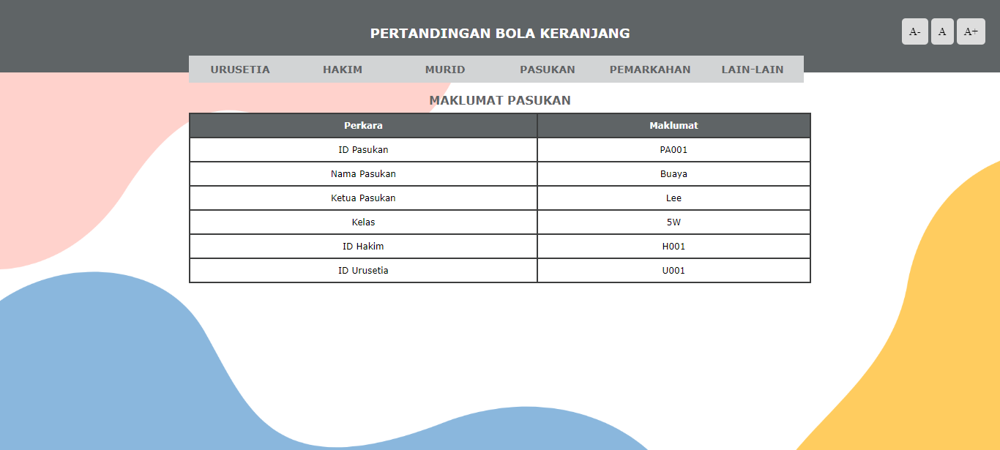 PERTANDINGAN BOLA KERANJANG
A- A A+
URUSETIA HAKIM MURID PASUKAN PEMARKAHAN LAIN-LAIN
MAKLUMAT PASUKAN
Perkara Maklumat
ID Pasukan PA001
Nama Pasukan Buaya
Ketua Pasukan Lee
Kelas 5W
ID Hakim H001
ID Urusetia U001